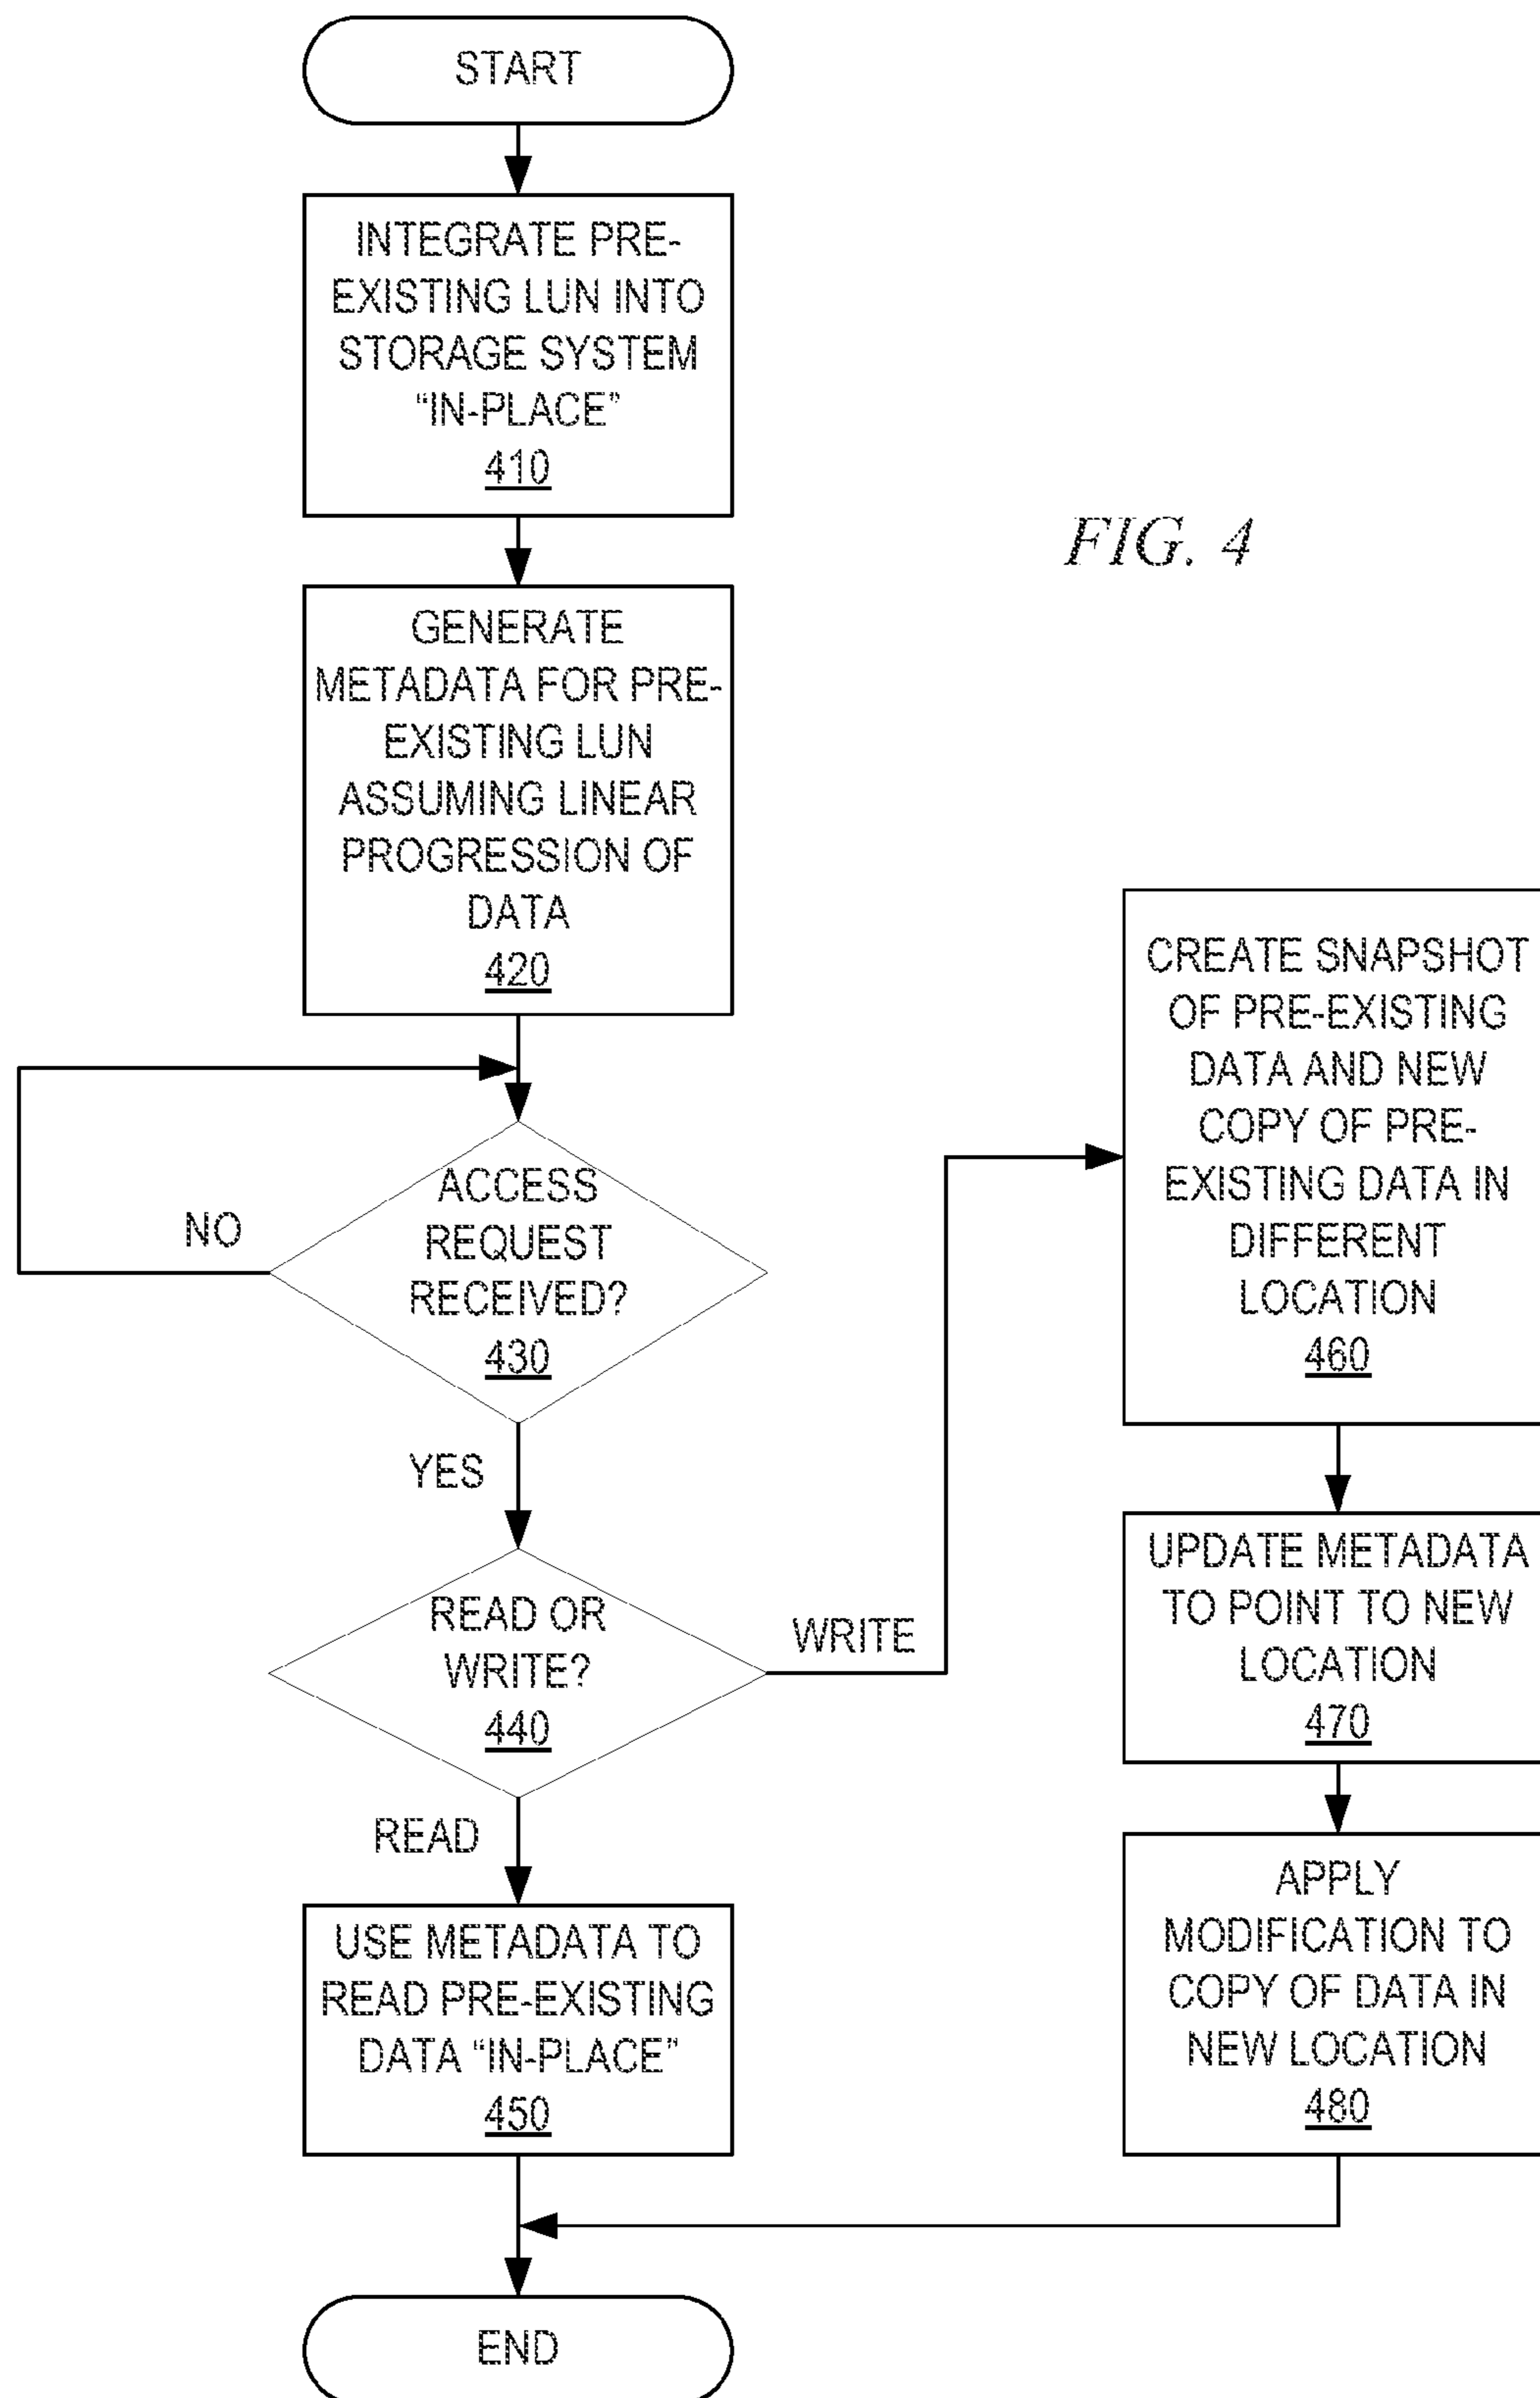 START
INTEGRATE PRE-
EXISTING LUN INTO
STORAGE SYSTEM
“IN-PLACE”
410
FIG. 4
GENERATE
METADATA FOR PRE-
EXISTING LUN
ASSUMING LINEAR
PROGRESSION OF
DATA
420
ACCESS
REQUEST
RECEIVED?
430
NO
YES
READ OR
WRITE?
440
WRITE
READ
USE METADATA TO
READ PRE-EXISTING
DATA “IN-PLACE”
450
CREATE SNAPSHOT
OF PRE-EXISTING
DATA AND NEW
COPY OF PRE-
EXISTING DATA IN
DIFFERENT
LOCATION
460
UPDATE METADATA
TO POINT TO NEW
LOCATION
470
APPLY
MODIFICATION TO
COPY OF DATA IN
NEW LOCATION
480
END